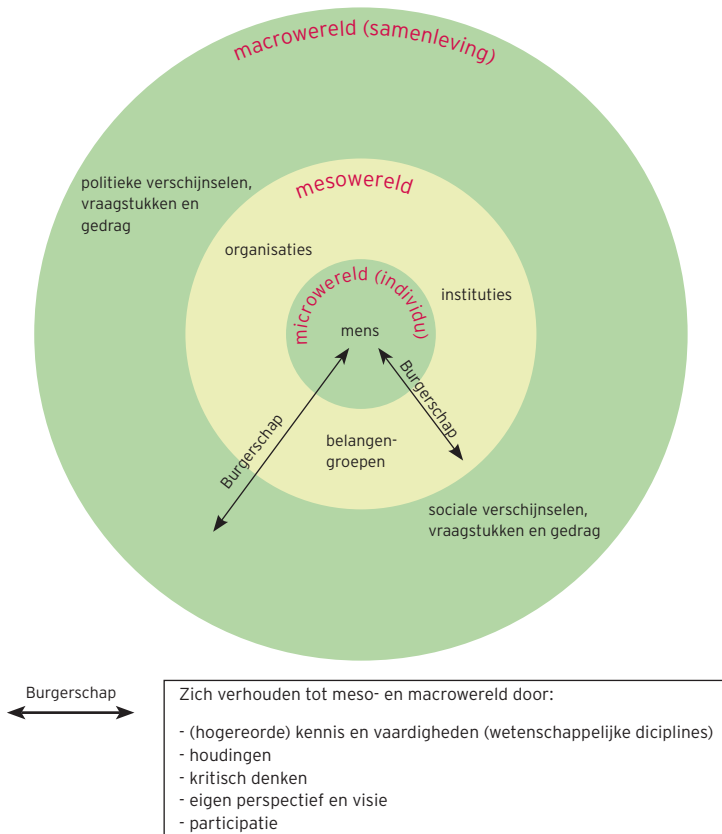 macrowereld (samenleving)
politieke verschijnselen,
vraagstukken en
gedrag
mesowereld
organisaties
instituties
microwereld (individu)
mens
Burgerschap
Burgerschap
belangen-
groepen
sociale verschijnselen,
vraagstukken en gedrag
Burgerschap
Zich verhouden tot meso- en macrowereld door:
- (hogereorde) kennis en vaardigheden (wetenschappelijke diciplines)
- houdingen
- kritisch denken
- eigen perspectief en visie
- participatie